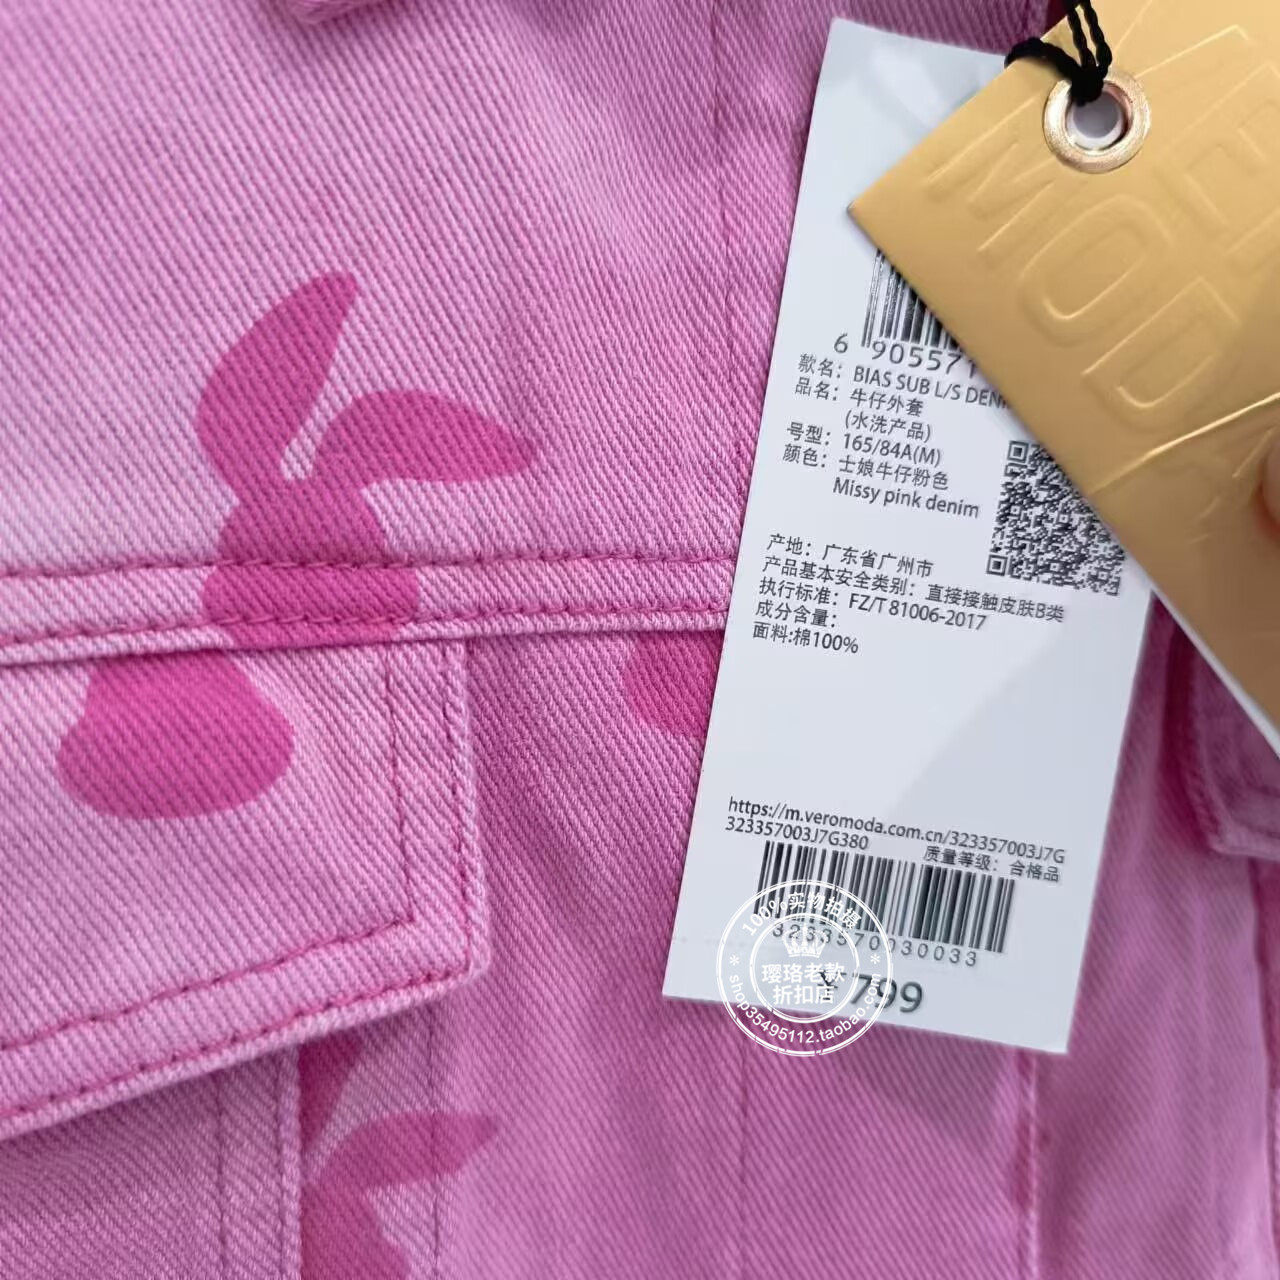 MODA
6 905571
款名：BIAS SUB L/S DENI
品名：牛仔外套
(水洗产品)
号型：165/84A(M)
颜色：士娘牛仔粉色
Missy pink denim
产地：广东省广州市
产品基本安全类别：直接接触皮肤B类
执行标准：FZ/T 81006-2017
成分含量：
面料:棉100%
https://m.veromoda.com.cn/323357003J7G
323357003J7G380
质量等级：合格品
3233570030033
¥799
100%实物拍摄
璎珞老款
折扣店
shop35495112.taobao.com